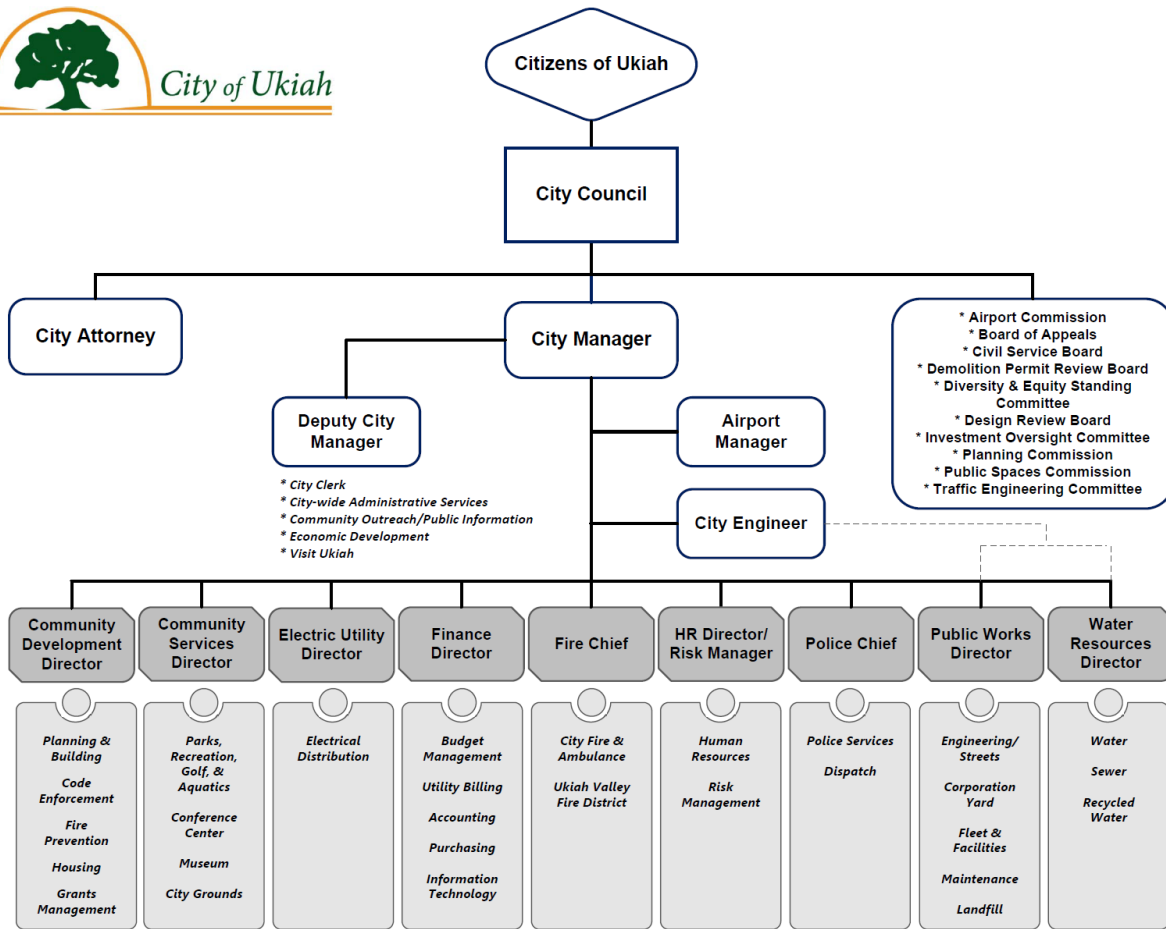 City of Ukiah
Citizens of Ukiah
City Council
City Attorney
City Manager
* Airport Commission
* Board of Appeals
* Civil Service Board
* Demolition Permit Review Board
* Diversity & Equity Standing
Committee
* Design Review Board
* Investment Oversight Committee
* Planning Commission
* Public Spaces Commission
* Traffic Engineering Committee
Deputy City
Manager
* City Clerk
* City-wide Administrative Services
* Community Outreach/Public Information
* Economic Development
* Visit Ukiah
Airport
Manager
City Engineer
Community
Development
Director
Community
Services
Director
Electric Utility
Director
Finance
Director
Fire Chief
HR Director/
Risk Manager
Police Chief
Public Works
Director
Water
Resources
Director
Planning &
Building
Code
Enforcement
Fire
Prevention
Housing
Grants
Management
Parks,
Recreation,
Golf, &
Aquatics
Conference
Center
Museum
City Grounds
Electrical
Distribution
Budget
Management
Utility Billing
Accounting
Purchasing
Information
Technology
City Fire &
Ambulance
Ukiah Valley
Fire District
Human
Resources
Risk
Management
Police Services
Dispatch
Engineering/
Streets
Corporation
Yard
Fleet &
Facilities
Maintenance
Landfill
Water
Sewer
Recycled
Water